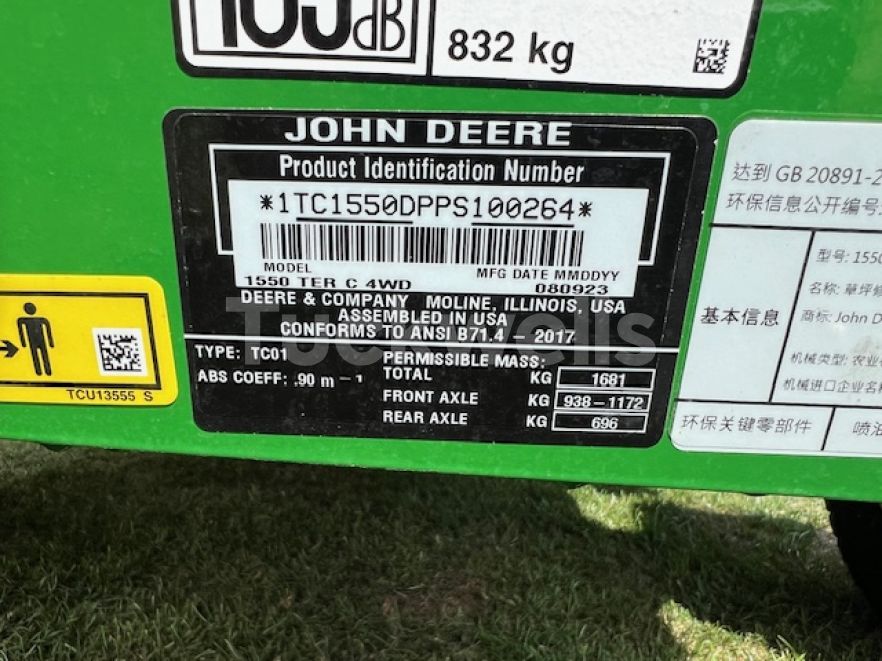 105 dB
832 kg
JOHN DEERE
Product Identification Number
*1TC1550DPPS100264*
MODEL MFG DATE MMDDYY
1550 TER C 4WD 080923
DEERE & COMPANY MOLINE, ILLINOIS, USA
ASSEMBLED IN USA
CONFORMS TO ANSI B71.4 – 2017
TYPE: TC01 PERMISSIBLE MASS:
ABS COEFF: .90 m – 1 TOTAL KG 1681
FRONT AXLE KG 938–1172
REAR AXLE KG 696
TCU13555 S
达到 GB 20891-2
环保信息公开编号
基本信息
型号: 1550
名称: 草坪修
商标: John D
机械类型: 农业
机械进口企业名
环保关键零部件
喷油
Tuckwells